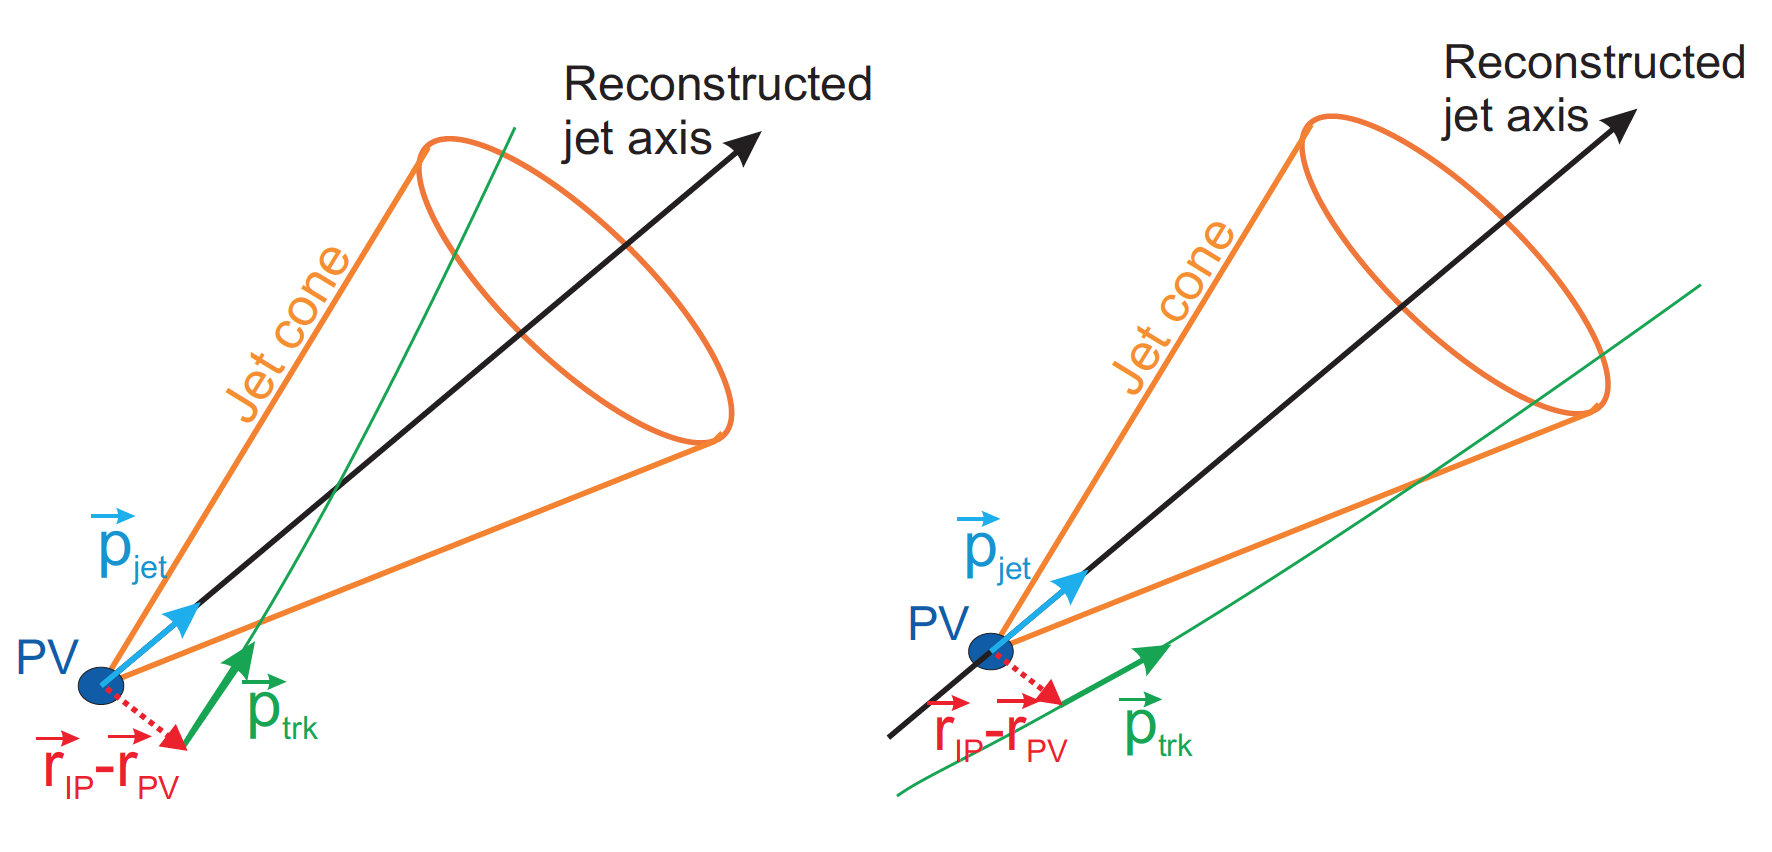 Reconstructed
jet axis
Jet cone
p jet
PV
p trk
r IP - r PV
Reconstructed
jet axis
Jet cone
p jet
PV
p trk
r IP - r PV